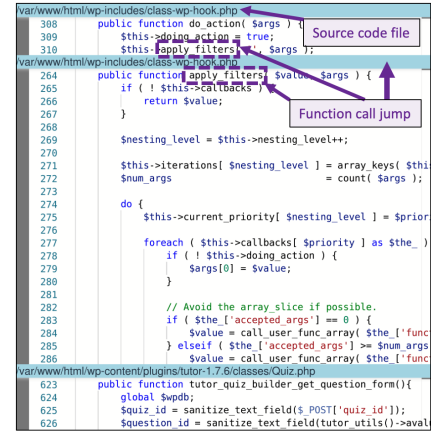 /var/www/html/wp-includes/class-wp-hook.php
308 public function do_action( $args ) {
309 $this->doing_action = true;
310 $this->apply_filters( '', $args );
Source code file
/var/www/html/wp-includes/class-wp-hook.php
264 public function apply_filters( $value, $args ) {
265 if ( ! $this->callbacks )
266 return $value;
267 }
Function call jump
268
269 $nesting_level = $this->nesting_level++;
270
271 $this->iterations[ $nesting_level ] = array_keys( $this
272 $num_args = count( $args );
273
274 do {
275 $this->current_priority[ $nesting_level ] = $prior
276
277 foreach ( $this->callbacks[ $priority ] as $the_ )
278 if ( ! $this->doing_action ) {
279 $args[0] = $value;
280 }
281
282 // Avoid the array_slice if possible.
283 if ( $the_['accepted_args'] == 0 ) {
284 $value = call_user_func_array( $the_['func
285 } elseif ( $the_['accepted_args'] >= $num_args
286 $value = call_user_func_array( $the_['func
/var/www/html/wp-content/plugins/tutor-1.7.6/classes/Quiz.php
623 public function tutor_quiz_builder_get_question_form(){
624 global $wpdb;
625 $quiz_id = sanitize_text_field($_POST['quiz_id']);
626 $question_id = sanitize_text_field(tutor_utils()->aval